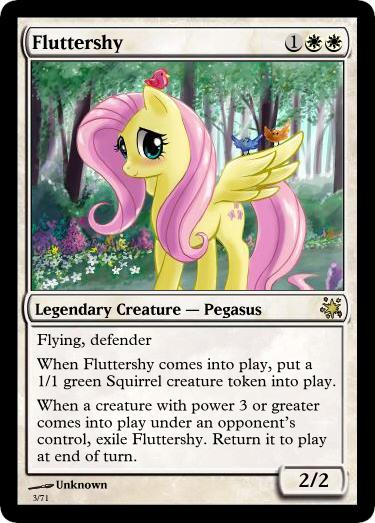 Fluttershy 1
Legendary Creature — Pegasus
Flying, defender
When Fluttershy comes into play, put a
1/1 green Squirrel creature token into play.
When a creature with power 3 or greater
comes into play under an opponent's
control, exile Fluttershy. Return it to play
at end of turn.
Unknown
2/2
3/71